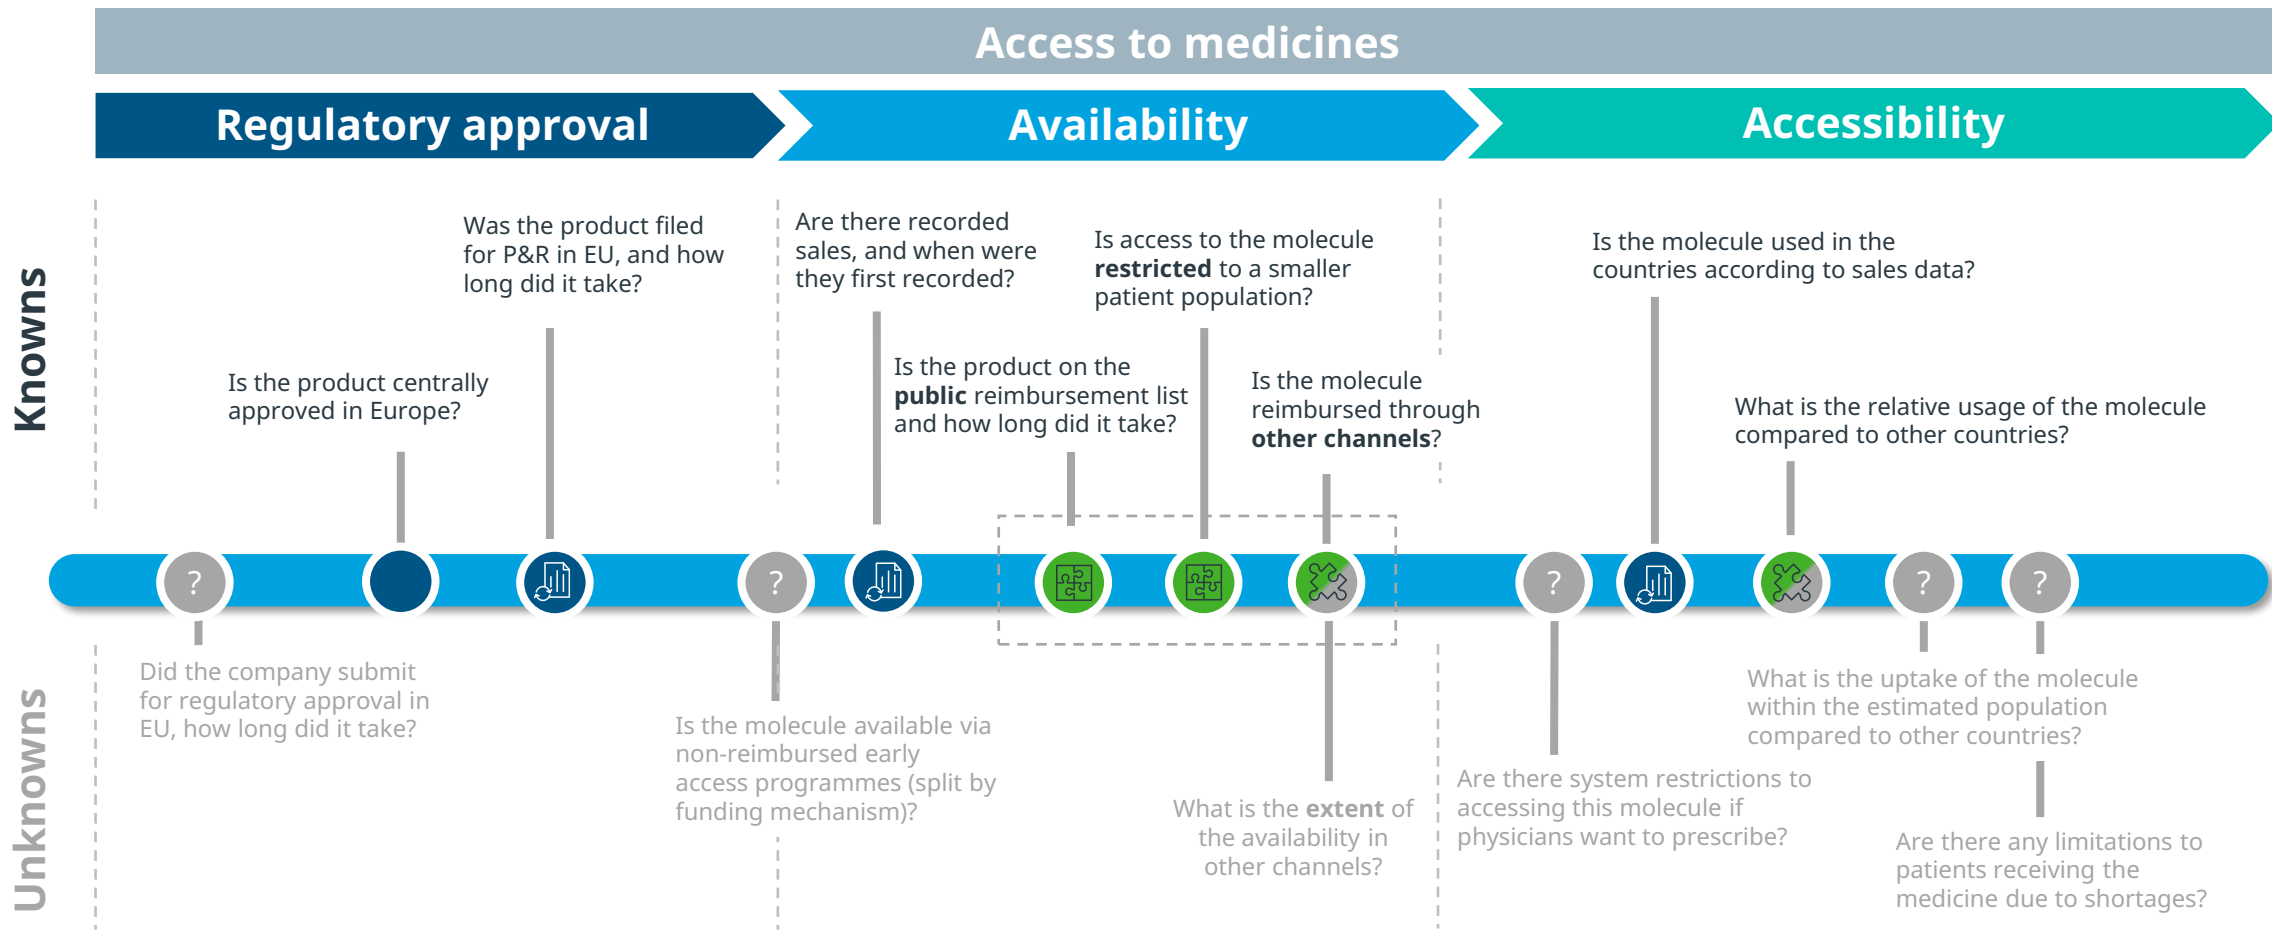 Access to medicines
Regulatory approval
Availability
Accessibility
Knowns
Was the product filed
for P&R in EU, and how
long did it take?
Is the product centrally
approved in Europe?
Are there recorded
sales, and when were
they first recorded?
Is the product on the
public reimbursement list
and how long did it take?
Is access to the molecule
restricted to a smaller
patient population?
Is the molecule
reimbursed through
other channels?
Is the molecule used in the
countries according to sales data?
What is the relative usage of the molecule
compared to other countries?
?
?
?
?
?
Unknowns
Did the company submit
for regulatory approval in
EU, how long did it take?
Is the molecule available via
non-reimbursed early
access programmes (split by
funding mechanism)?
What is the extent of
the availability in
other channels?
Are there system restrictions to
accessing this molecule if
physicians want to prescribe?
What is the uptake of the molecule
within the estimated population
compared to other countries?
Are there any limitations to
patients receiving the
medicine due to shortages?